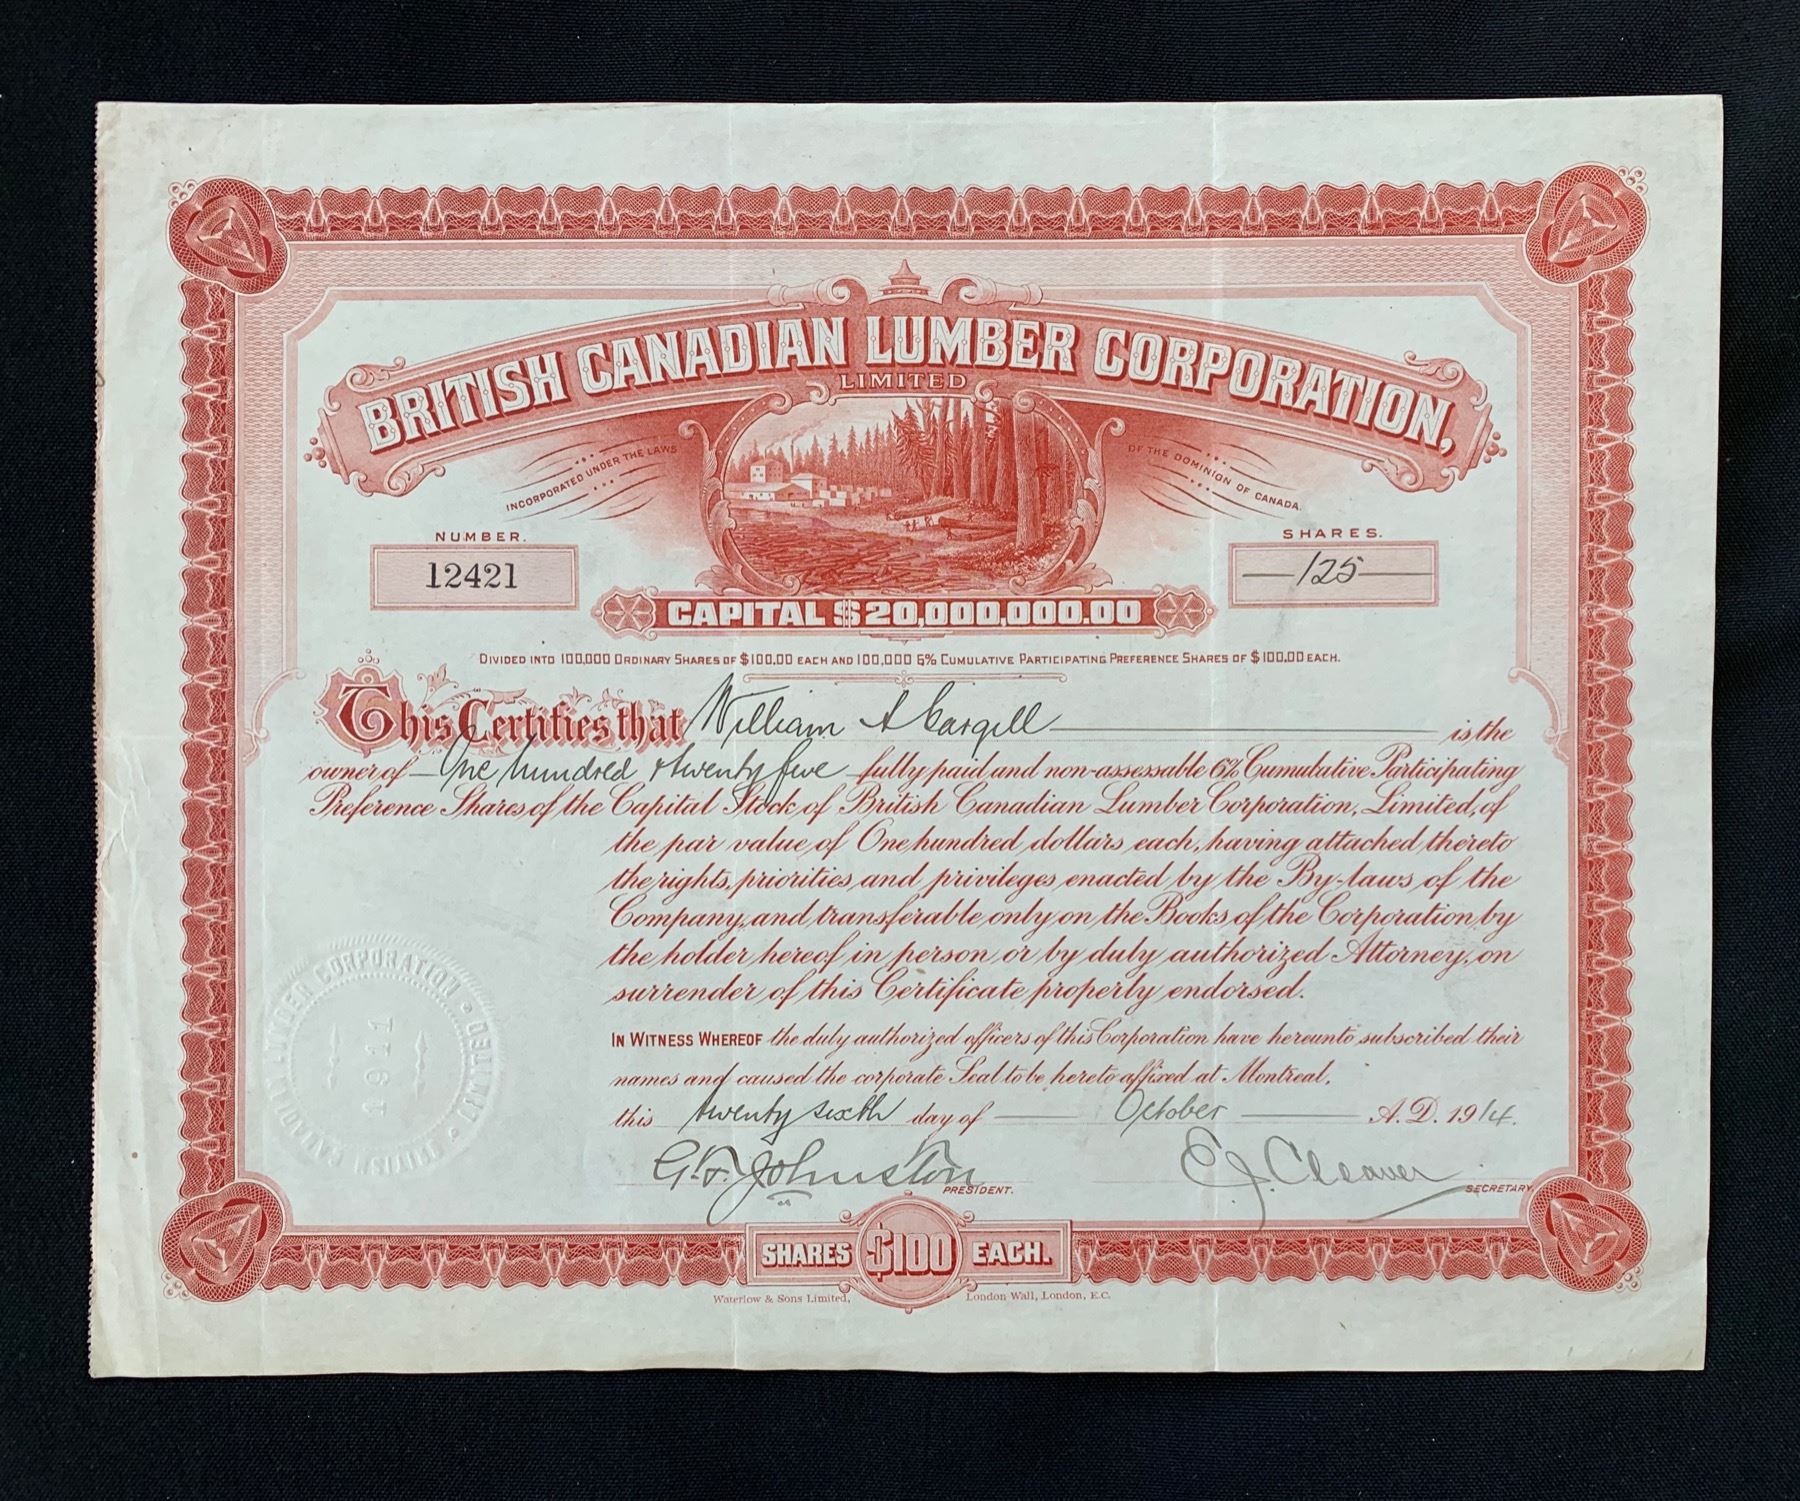 BRITISH CANADIAN LUMBER CORPORATION,
LIMITED
INCORPORATED UNDER THE LAWS
OF THE DOMINION OF CANADA.
NUMBER.
12421
SHARES.
125
CAPITAL $20,000,000.00
DIVIDED INTO 100,000 ORDINARY SHARES OF $100.00 EACH AND 100,000 6% CUMULATIVE PARTICIPATING PREFERENCE SHARES OF $100.00 EACH.
This Certifies that William A Cargill is the
owner of One hundred & twenty five fully paid and non-assessable 6% Cumulative Participating
Preference Shares of the Capital Stock of British Canadian Lumber Corporation, Limited, of
the par value of One hundred dollars each, having attached thereto
the rights, priorities and privileges enacted by the By-laws of the
Company, and transferable only on the Books of the Corporation by
the holder hereof in person or by duly authorized Attorney, on
surrender of this Certificate properly endorsed.
IN WITNESS WHEREOF the duly authorized officers of this Corporation have hereunto subscribed their
names and caused the corporate Seal to be hereto affixed at Montreal,
this twenty sixth day of October A.D. 1914.
G. F. Johnston PRESIDENT.
E. J. Cleaver SECRETARY
BRITISH CANADIAN LUMBER CORPORATION • LIMITED •
1911
SHARES $100 EACH.
Waterlow & Sons Limited, London Wall, London, E.C.